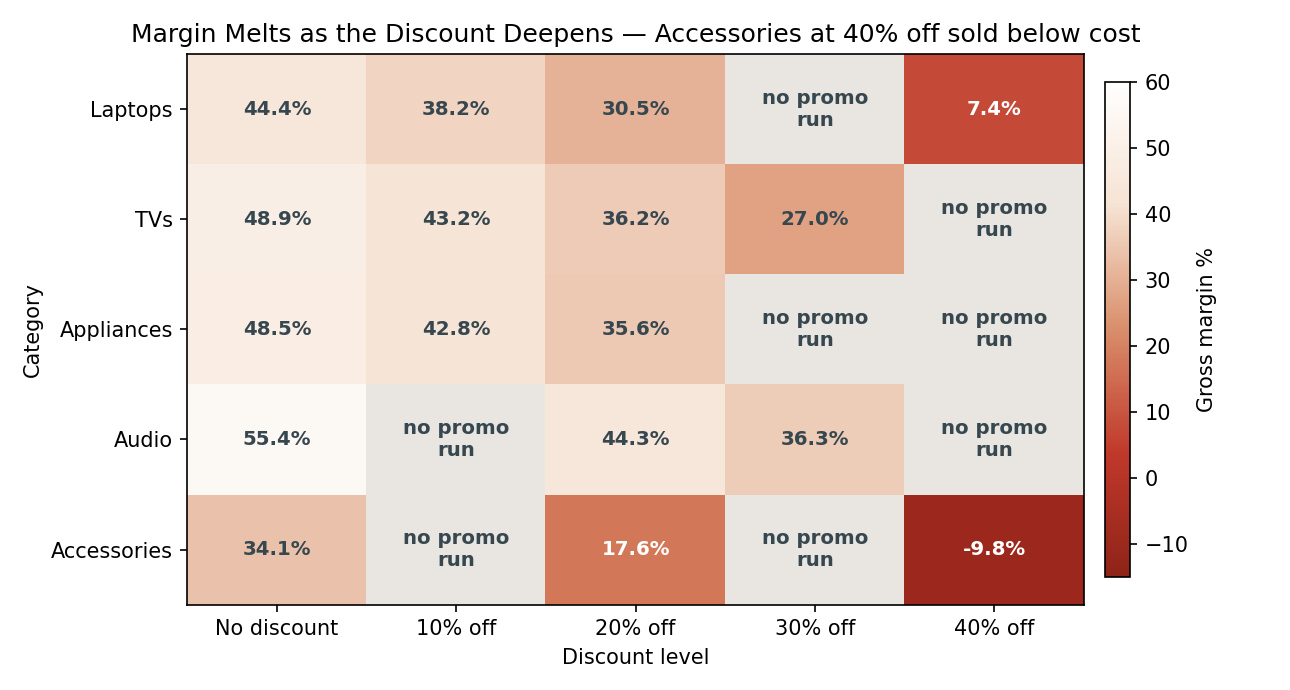 Margin Melts as the Discount Deepens — Accessories at 40% off sold below cost
Category
Laptops
44.4%
38.2%
30.5%
no promo
run
7.4%
TVs
48.9%
43.2%
36.2%
27.0%
no promo
run
Appliances
48.5%
42.8%
35.6%
no promo
run
no promo
run
Audio
55.4%
no promo
run
44.3%
36.3%
no promo
run
Accessories
34.1%
no promo
run
17.6%
no promo
run
-9.8%
No discount
10% off
20% off
30% off
40% off
Discount level
60
50
40
30
20
10
0
−10
Gross margin %